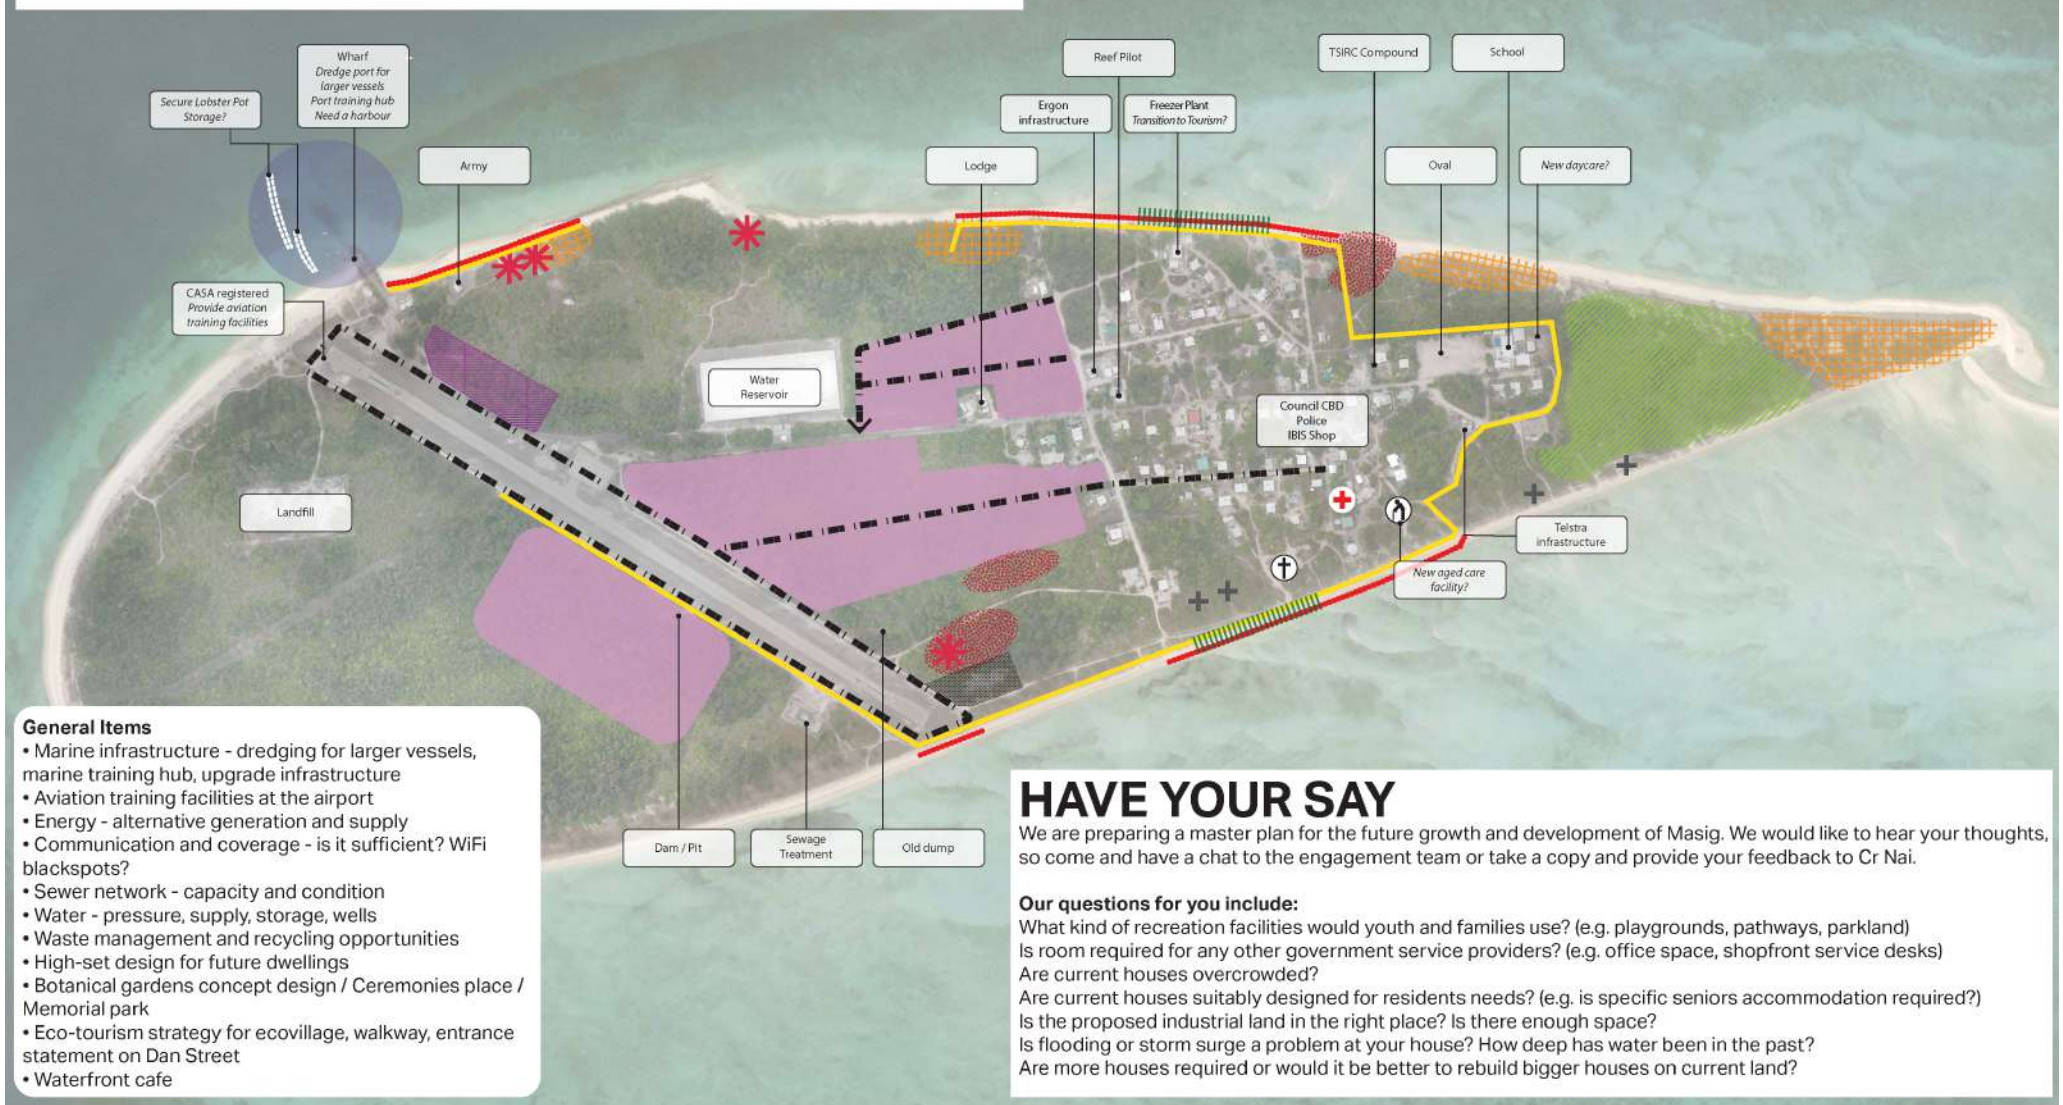 Wharf
Dredge port for
larger vessels
Port training hub
Need a harbour
Secure Lobster Pot
Storage?
Army
Reef Pilot
Ergon
infrastructure
Freezer Plant
Transition to Tourism?
Lodge
TSIRC Compound
School
Oval
New daycare?
CASA registered
Provide aviation
training facilities
Water
Reservoir
Council CBD
Police
IBIS Shop
Landfill
Telstra
infrastructure
New aged care
facility?
Dam / Pit
Sewage
Treatment
Old dump
General Items
• Marine infrastructure - dredging for larger vessels,
marine training hub, upgrade infrastructure
• Aviation training facilities at the airport
• Energy - alternative generation and supply
• Communication and coverage - is it sufficient? WiFi
blackspots?
• Sewer network - capacity and condition
• Water - pressure, supply, storage, wells
• Waste management and recycling opportunities
• High-set design for future dwellings
• Botanical gardens concept design / Ceremonies place /
Memorial park
• Eco-tourism strategy for ecovillage, walkway, entrance
statement on Dan Street
• Waterfront cafe
HAVE YOUR SAY
We are preparing a master plan for the future growth and development of Masig. We would like to hear your thoughts,
so come and have a chat to the engagement team or take a copy and provide your feedback to Cr Nai.
Our questions for you include:
What kind of recreation facilities would youth and families use? (e.g. playgrounds, pathways, parkland)
Is room required for any other government service providers? (e.g. office space, shopfront service desks)
Are current houses overcrowded?
Are current houses suitably designed for residents needs? (e.g. is specific seniors accommodation required?)
Is the proposed industrial land in the right place? Is there enough space?
Is flooding or storm surge a problem at your house? How deep has water been in the past?
Are more houses required or would it be better to rebuild bigger houses on current land?